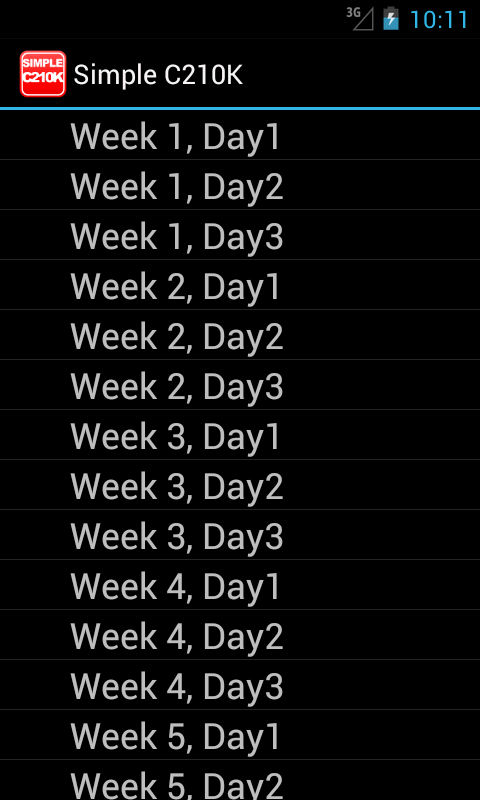 3G 10:11
SIMPLE
C210K
Simple C210K
Week 1, Day1
Week 1, Day2
Week 1, Day3
Week 2, Day1
Week 2, Day2
Week 2, Day3
Week 3, Day1
Week 3, Day2
Week 3, Day3
Week 4, Day1
Week 4, Day2
Week 4, Day3
Week 5, Day1
Week 5, Day2